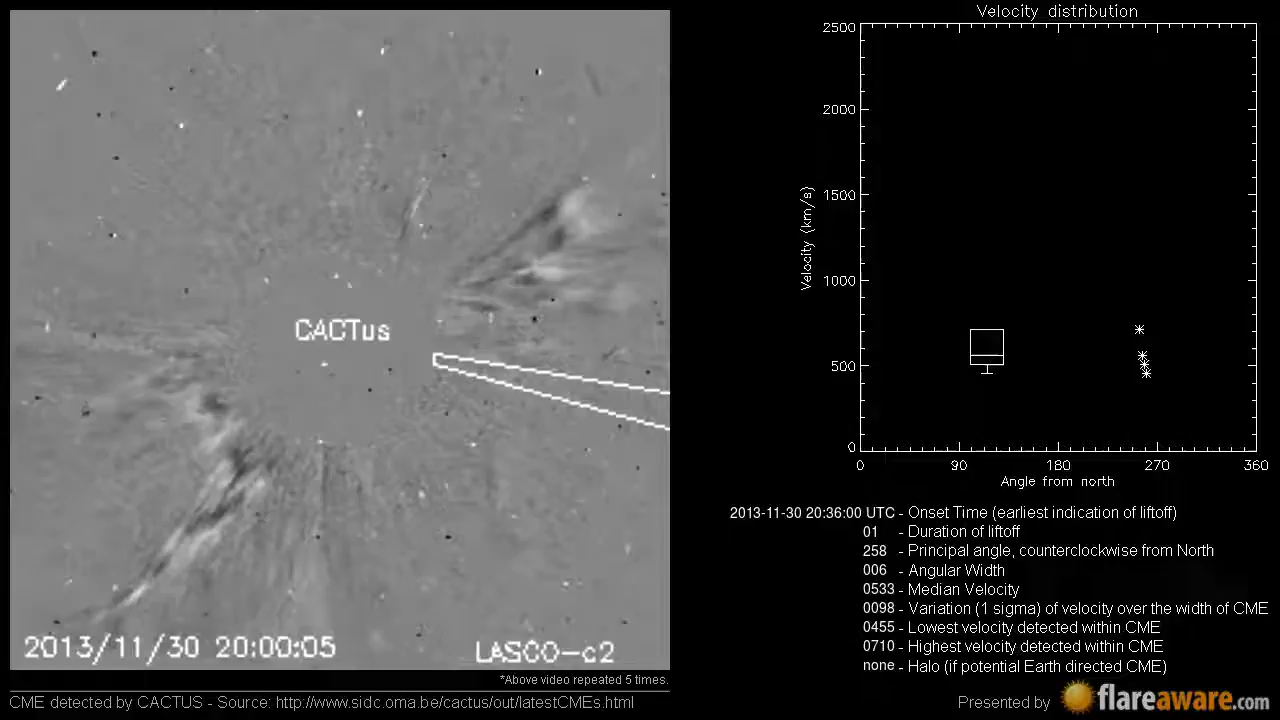 CACTus
2013/11/30 20:00:05
LASCO-c2
*Above video repeated 5 times.
CME detected by CACTUS - Source: http://www.sidc.oma.be/cactus/out/latestCMEs.html
Velocity distribution
Velocity (km/s)
2500
2000
1500
1000
500
0
0 90 180 270 360
Angle from north
2013-11-30 20:36:00 UTC - Onset Time (earliest indication of liftoff)
01 - Duration of liftoff
258 - Principal angle, counterclockwise from North
006 - Angular Width
0533 - Median Velocity
0098 - Variation (1 sigma) of velocity over the width of CME
0455 - Lowest velocity detected within CME
0710 - Highest velocity detected within CME
none - Halo (if potential Earth directed CME)
Presented by flareaware.com